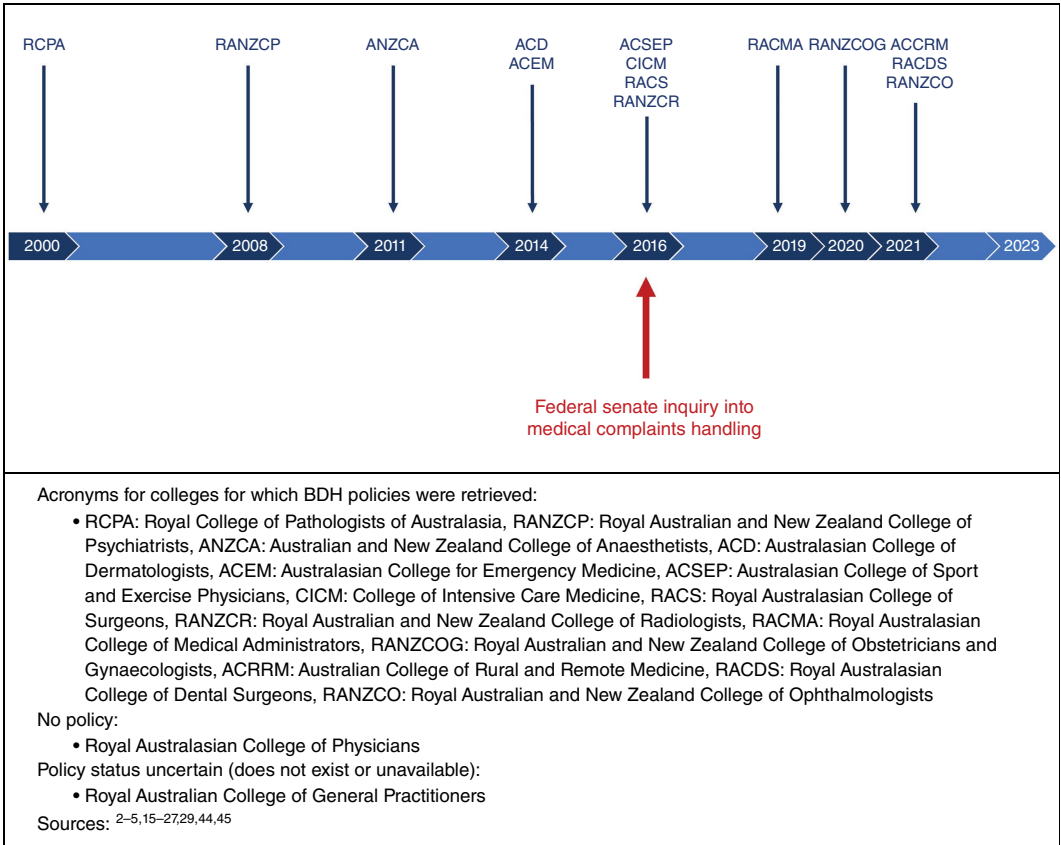 RCPA RANZCP ANZCA ACD ACSEP RACMA RANZCOG ACCRM
ACEM CICM RACDS
RACS RANZCO
RANZCR
2000 2008 2011 2014 2016 2019 2020 2021 2023
Federal senate inquiry into
medical complaints handling
Acronyms for colleges for which BDH policies were retrieved:
• RCPA: Royal College of Pathologists of Australasia, RANZCP: Royal Australian and New Zealand College of
Psychiatrists, ANZCA: Australian and New Zealand College of Anaesthetists, ACD: Australasian College of
Dermatologists, ACEM: Australasian College for Emergency Medicine, ACSEP: Australasian College of Sport
and Exercise Physicians, CICM: College of Intensive Care Medicine, RACS: Royal Australasian College of
Surgeons, RANZCR: Royal Australian and New Zealand College of Radiologists, RACMA: Royal Australasian
College of Medical Administrators, RANZCOG: Royal Australian and New Zealand College of Obstetricians and
Gynaecologists, ACRRM: Australian College of Rural and Remote Medicine, RACDS: Royal Australasian
College of Dental Surgeons, RANZCO: Royal Australian and New Zealand College of Ophthalmologists
No policy:
• Royal Australasian College of Physicians
Policy status uncertain (does not exist or unavailable):
• Royal Australian College of General Practitioners
Sources: 2–5,15–27,29,44,45